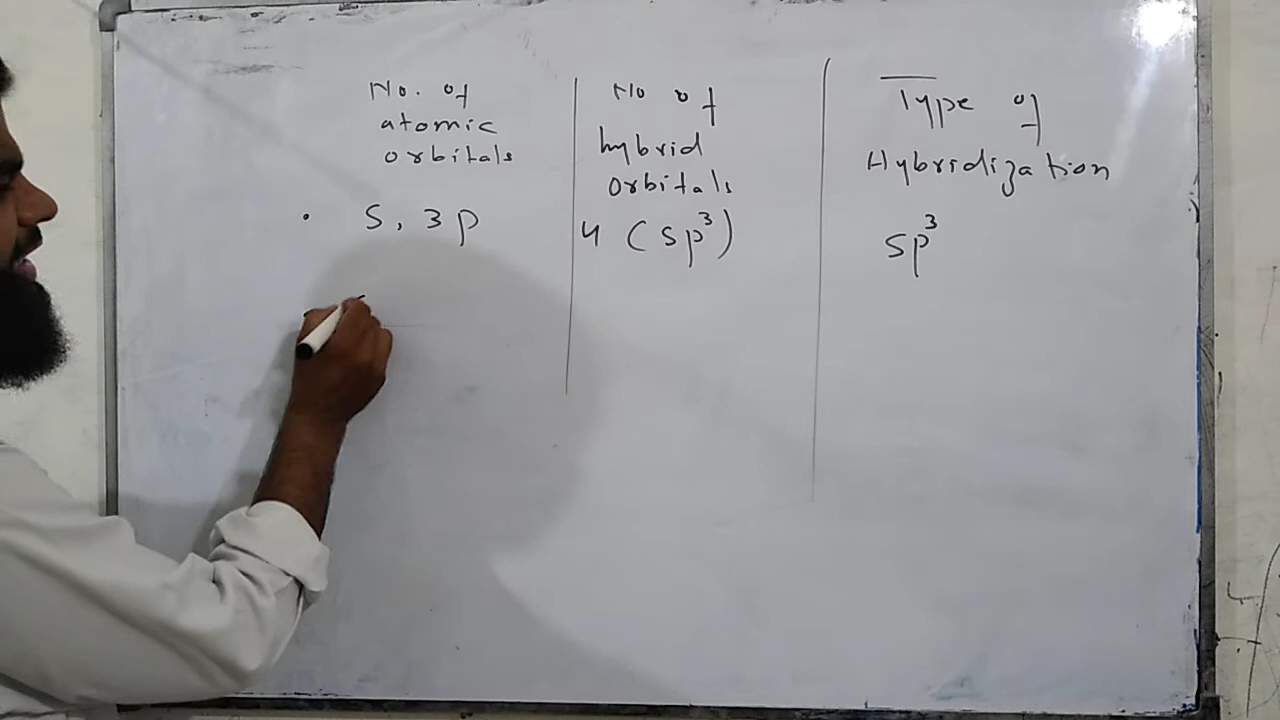 No. of
atomic
orbitals
No of
hybrid
orbitals
Type of
Hybridization
• S, 3p
4 (sp³)
sp³